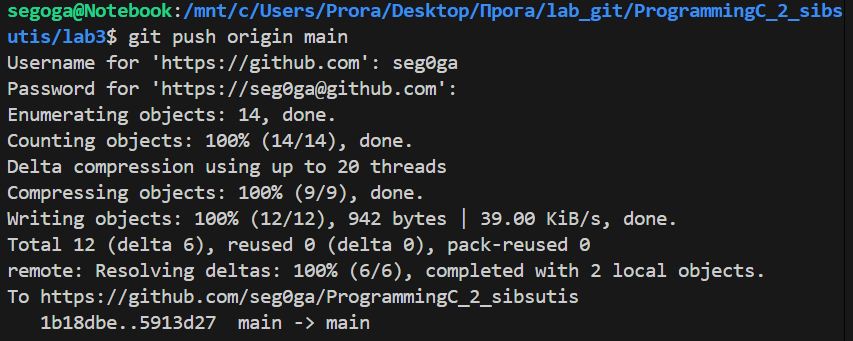 segoga@Notebook:/mnt/c/Users/Prora/Desktop/Прога/lab_git/ProgrammingC_2_sibs
utis/lab3$ git push origin main
Username for 'https://github.com': seg0ga
Password for 'https://seg0ga@github.com':
Enumerating objects: 14, done.
Counting objects: 100% (14/14), done.
Delta compression using up to 20 threads
Compressing objects: 100% (9/9), done.
Writing objects: 100% (12/12), 942 bytes | 39.00 KiB/s, done.
Total 12 (delta 6), reused 0 (delta 0), pack-reused 0
remote: Resolving deltas: 100% (6/6), completed with 2 local objects.
To https://github.com/seg0ga/ProgrammingC_2_sibsutis
   1b18dbe..5913d27  main -> main